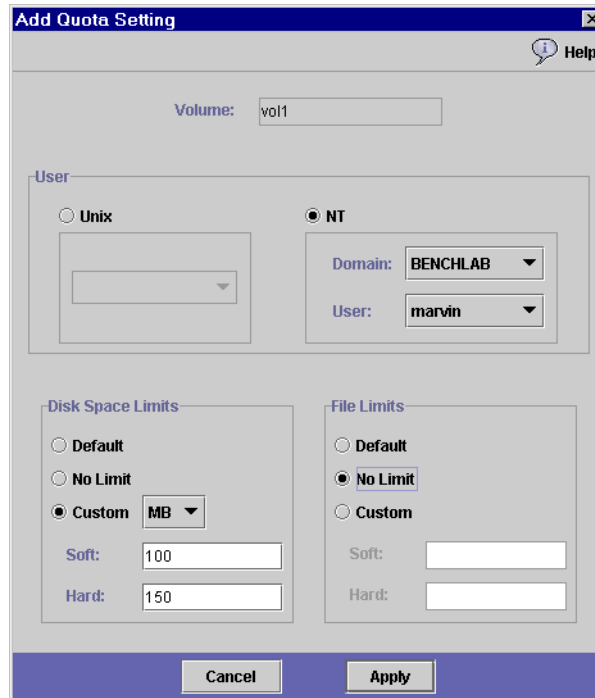 Add Quota Setting
Help
Volume: vol1
User
Unix
NT
Domain: BENCHLAB
User: marvin
Disk Space Limits
Default
No Limit
Custom MB
Soft: 100
Hard: 150
File Limits
Default
No Limit
Custom
Soft:
Hard:
Cancel Apply